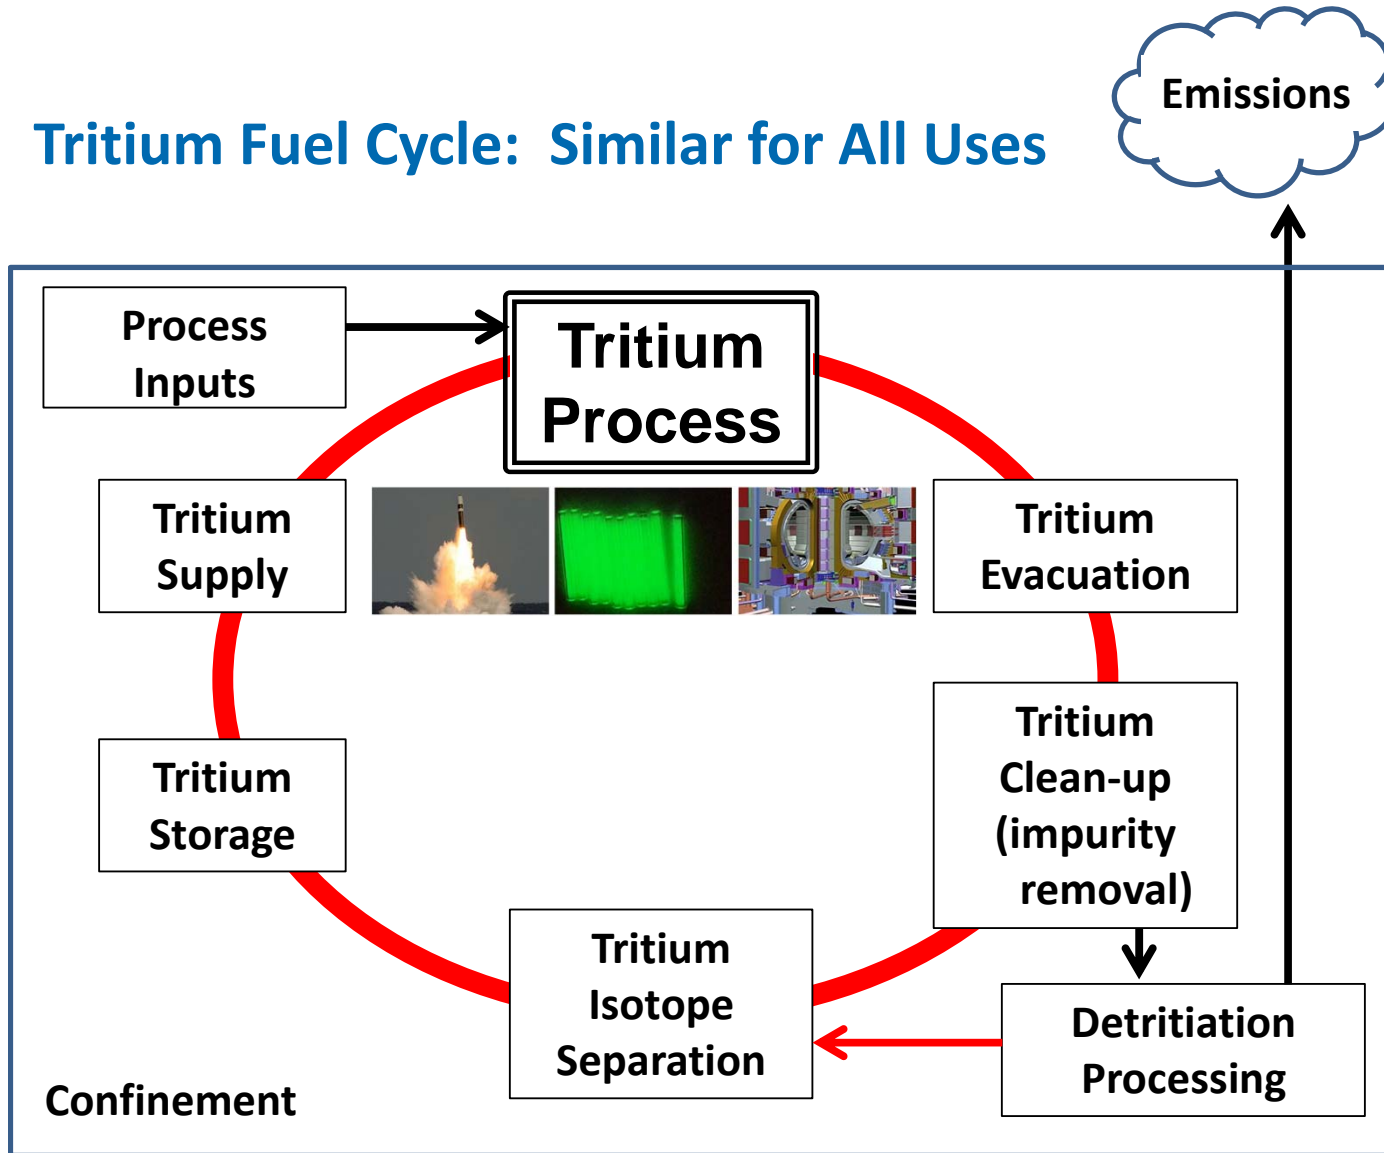 Emissions
Tritium Fuel Cycle:  Similar for All Uses
Process
Inputs
Tritium
Process
Tritium
Supply
Tritium
Evacuation
Tritium
Storage
Tritium
Clean-up
(impurity
removal)
Tritium
Isotope
Separation
Detritiation
Processing
Confinement